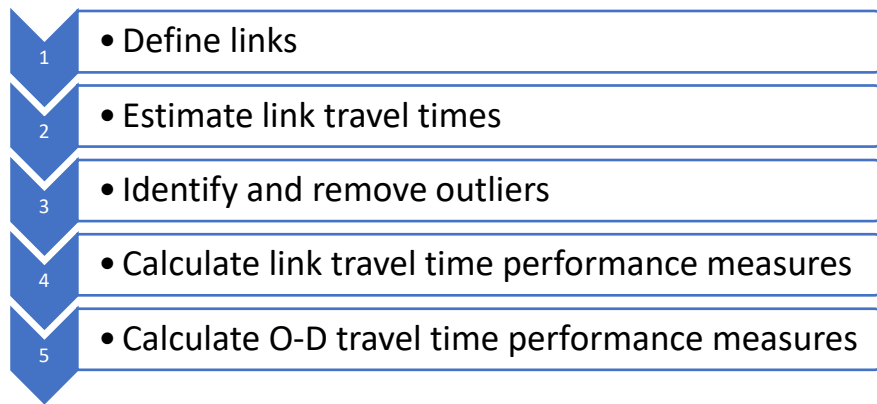 1 • Define links
2 • Estimate link travel times
3 • Identify and remove outliers
4 • Calculate link travel time performance measures
5 • Calculate O-D travel time performance measures